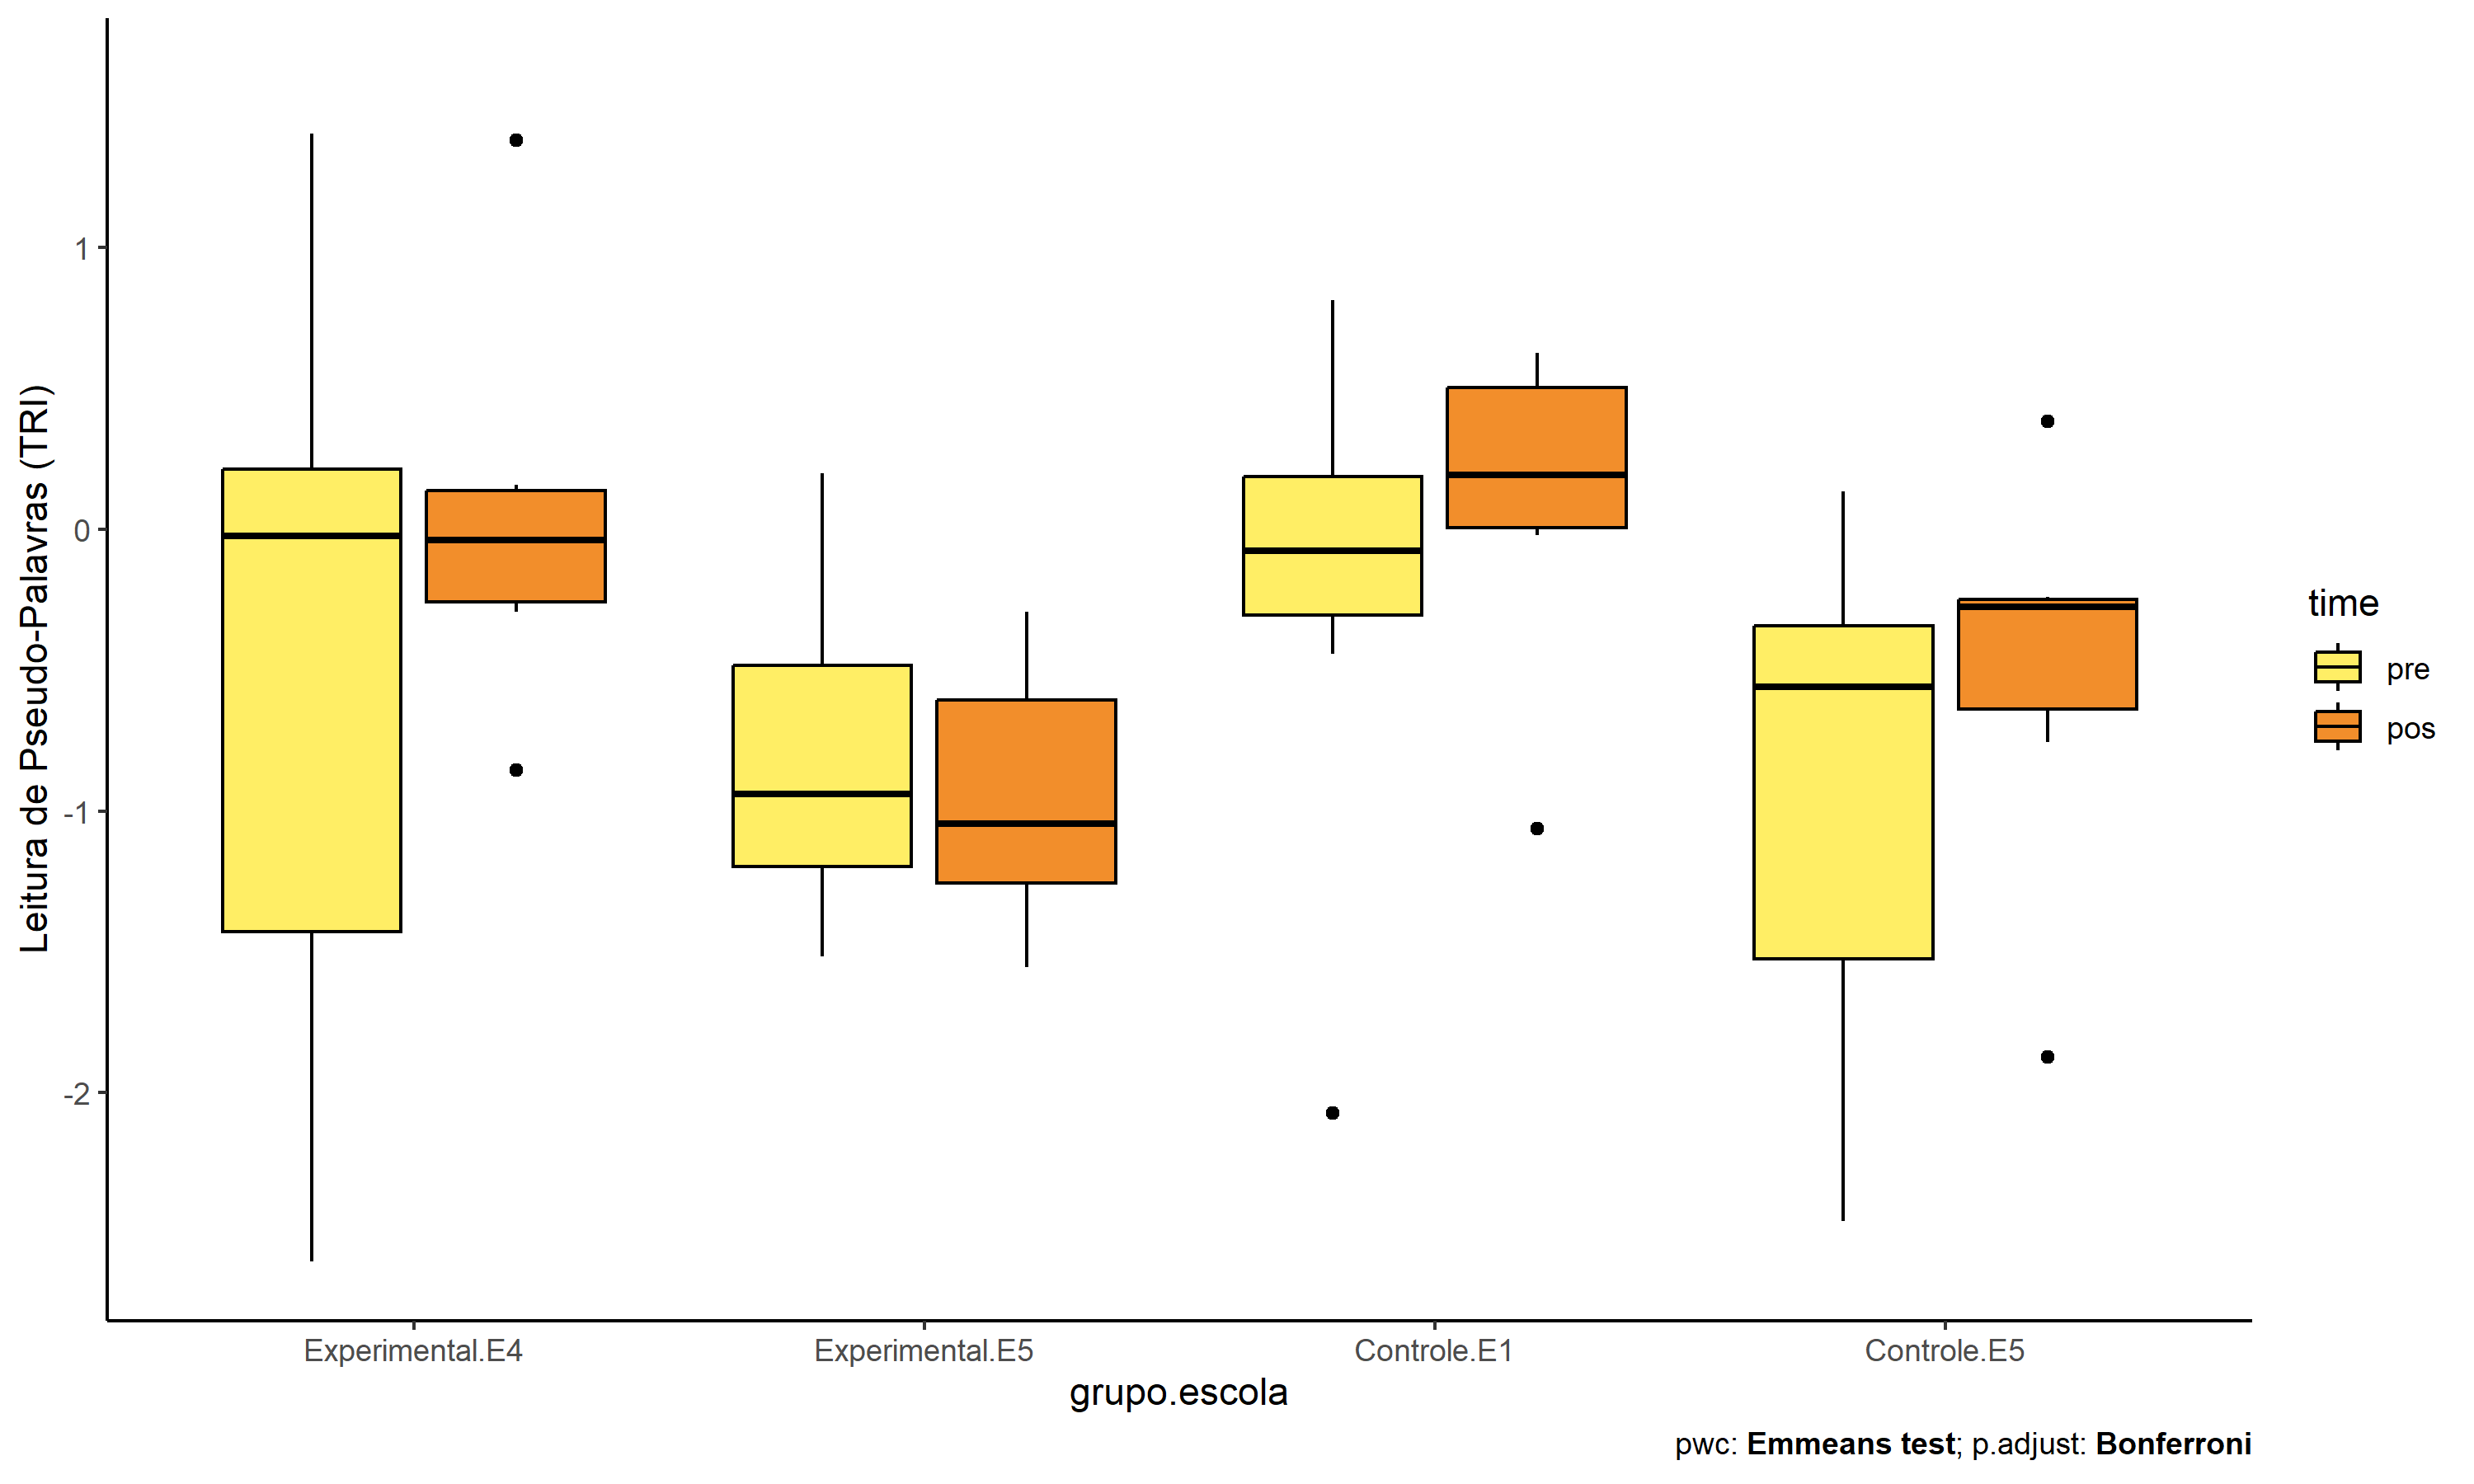 Leitura de Pseudo-Palavras (TRI)
1
0
-1
-2
Experimental.E4
Experimental.E5
Controle.E1
Controle.E5
grupo.escola
time
pre
pos
pwc: Emmeans test; p.adjust: Bonferroni